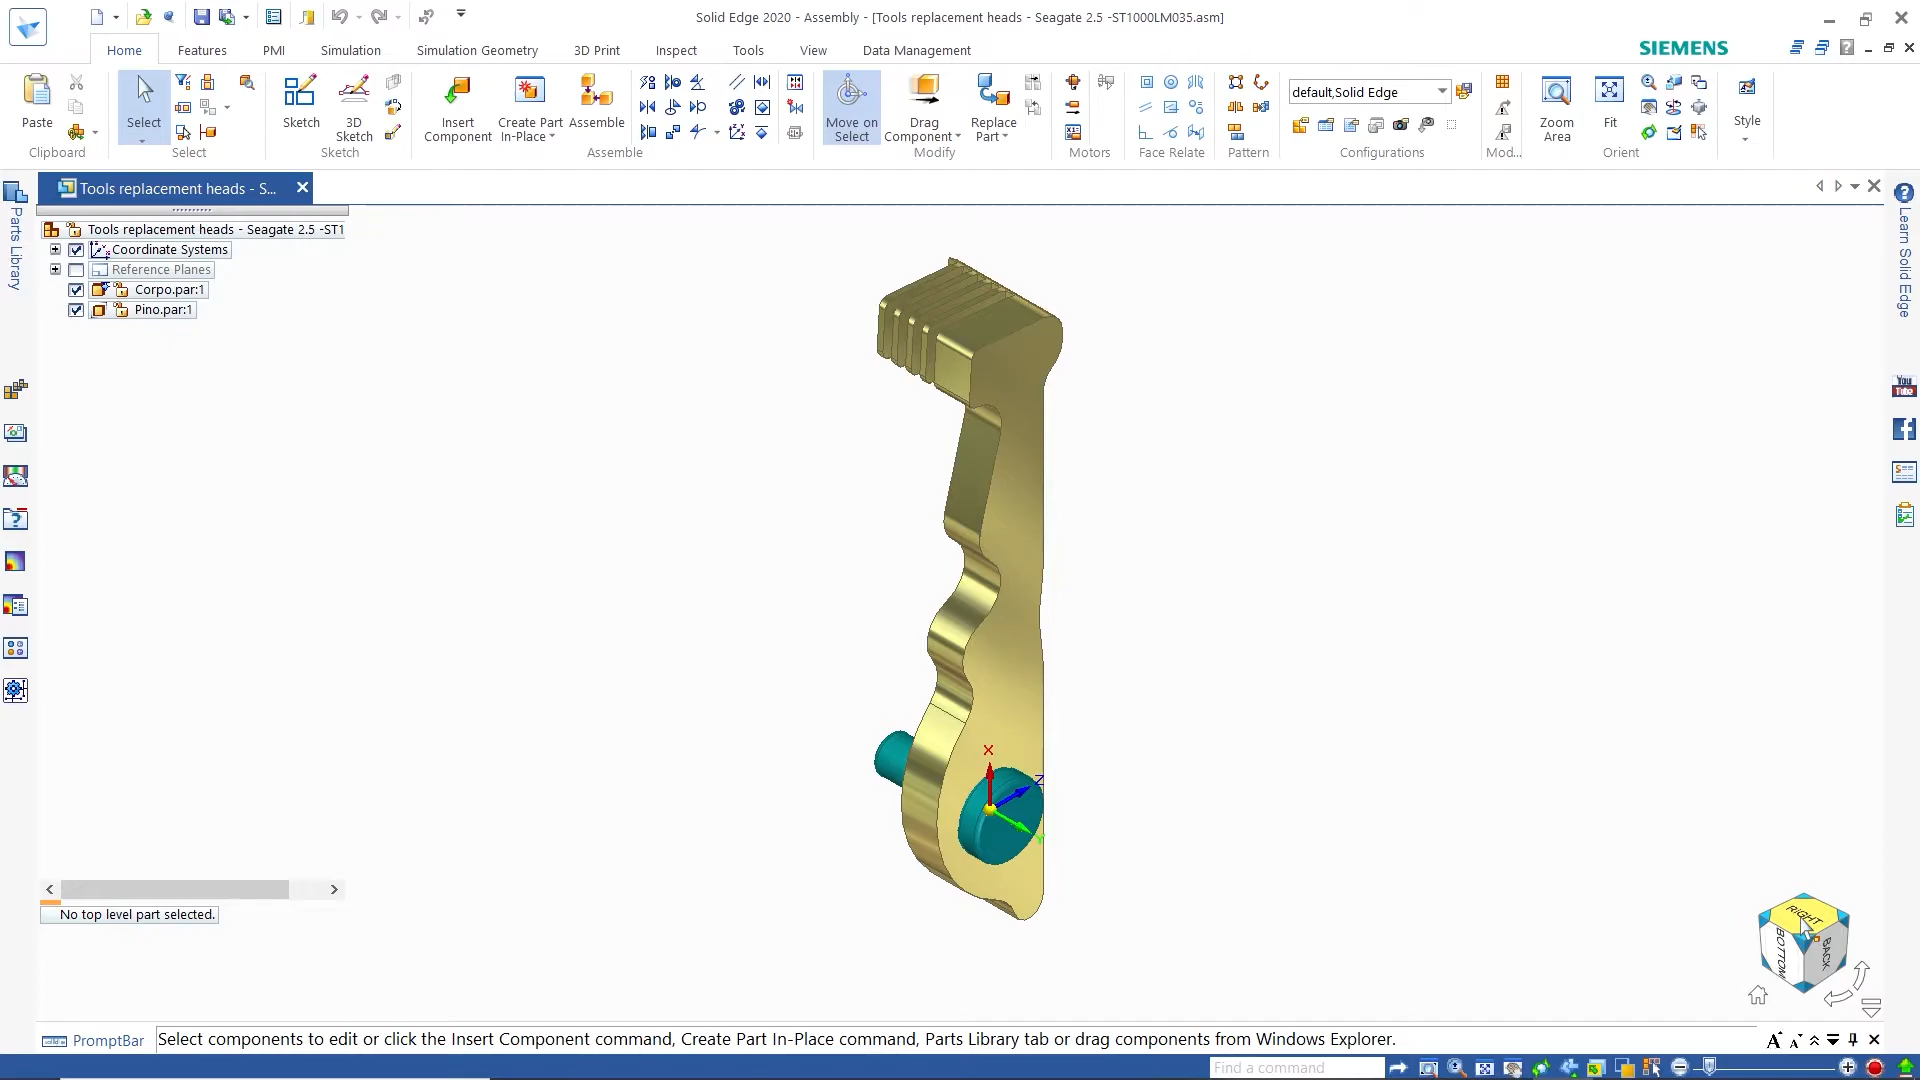 Solid Edge 2020 - Assembly - [Tools replacement heads - Seagate 2.5 -ST1000LM035.asm]
Home Features PMI Simulation Simulation Geometry 3D Print Inspect Tools View Data Management
SIEMENS
Paste
Clipboard
Select
Select
Sketch
3D
Sketch
Sketch
Insert
Component
Create Part
In-Place
Assemble
Assemble
Move on
Select
Drag
Component
Replace
Part
Modify
Motors
Face Relate
Pattern
default,Solid Edge
Configurations
Mod...
Zoom
Area
Fit
Orient
Style
Tools replacement heads - S...
Parts Library
Learn Solid Edge
Tools replacement heads - Seagate 2.5 -ST1
Coordinate Systems
Reference Planes
Corpo.par:1
Pino.par:1
You
Tube
X
Z
Y
No top level part selected.
RIGHT
BOTTOM
BACK
PromptBar
Select components to edit or click the Insert Component command, Create Part In-Place command, Parts Library tab or drag components from Windows Explorer.
Find a command